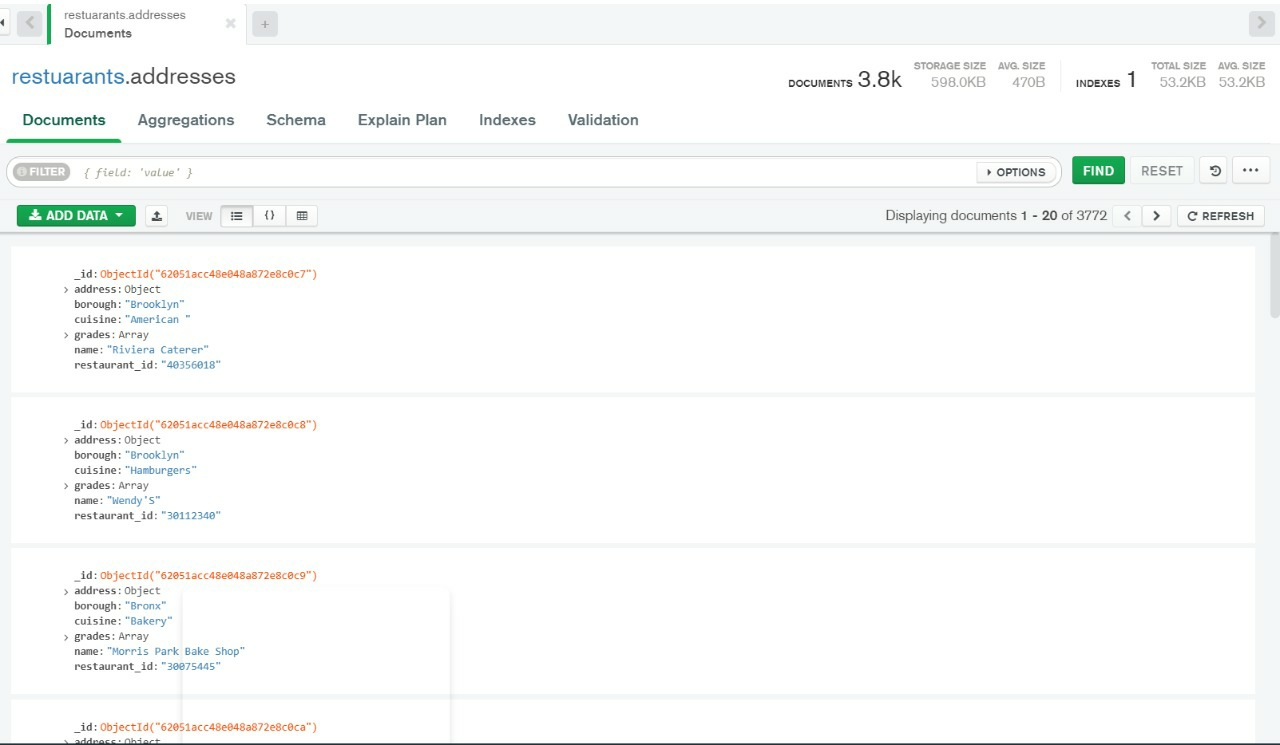 restuarants.addresses
Documents
restuarants.addresses
DOCUMENTS 3.8k STORAGE SIZE 598.0KB AVG. SIZE 470B INDEXES 1 TOTAL SIZE 53.2KB AVG. SIZE 53.2KB
Documents Aggregations Schema Explain Plan Indexes Validation
FILTER { field: 'value' } OPTIONS FIND RESET
ADD DATA VIEW {} Displaying documents 1 - 20 of 3772 REFRESH
_id: ObjectId("62051acc48e048a872e8c0c7")
address: Object
borough: "Brooklyn"
cuisine: "American "
grades: Array
name: "Riviera Caterer"
restaurant_id: "40356018"
_id: ObjectId("62051acc48e048a872e8c0c8")
address: Object
borough: "Brooklyn"
cuisine: "Hamburgers"
grades: Array
name: "Wendy'S"
restaurant_id: "30112340"
_id: ObjectId("62051acc48e048a872e8c0c9")
address: Object
borough: "Bronx"
cuisine: "Bakery"
grades: Array
name: "Morris Park Bake Shop"
restaurant_id: "30075445"
_id: ObjectId("62051acc48e048a872e8c0ca")
address: Object